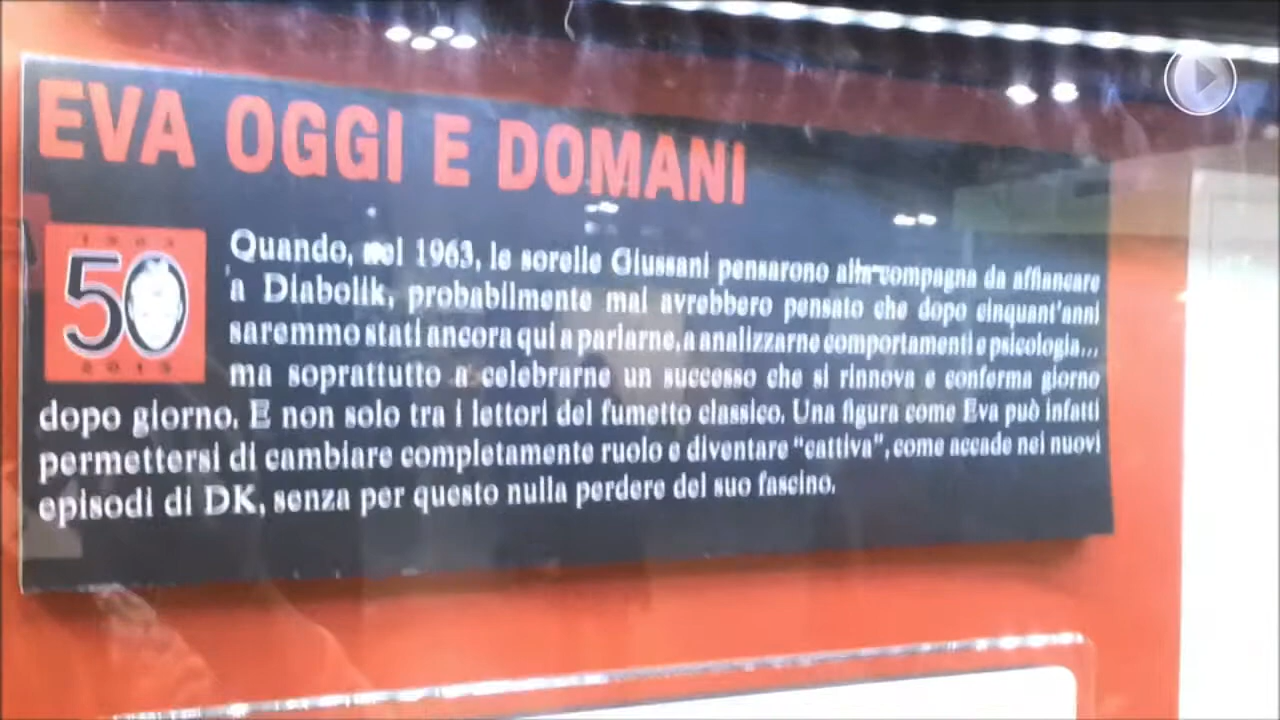 EVA OGGI E DOMANI
1963
50
2013
Quando, nel 1963, le sorelle Giussani pensarono alla compagna da affiancare
a Diabolik, probabilmente mai avrebbero pensato che dopo cinquant'anni
saremmo stati ancora qui a parlarne, a analizzarne comportamenti e psicologia...
ma soprattutto a celebrarne un successo che si rinnova e conferma giorno
dopo giorno. E non solo tra i lettori del fumetto classico. Una figura come Eva può infatti
permettersi di cambiare completamente ruolo e diventare "cattiva", come accade nei nuovi
episodi di DK, senza per questo nulla perdere del suo fascino.